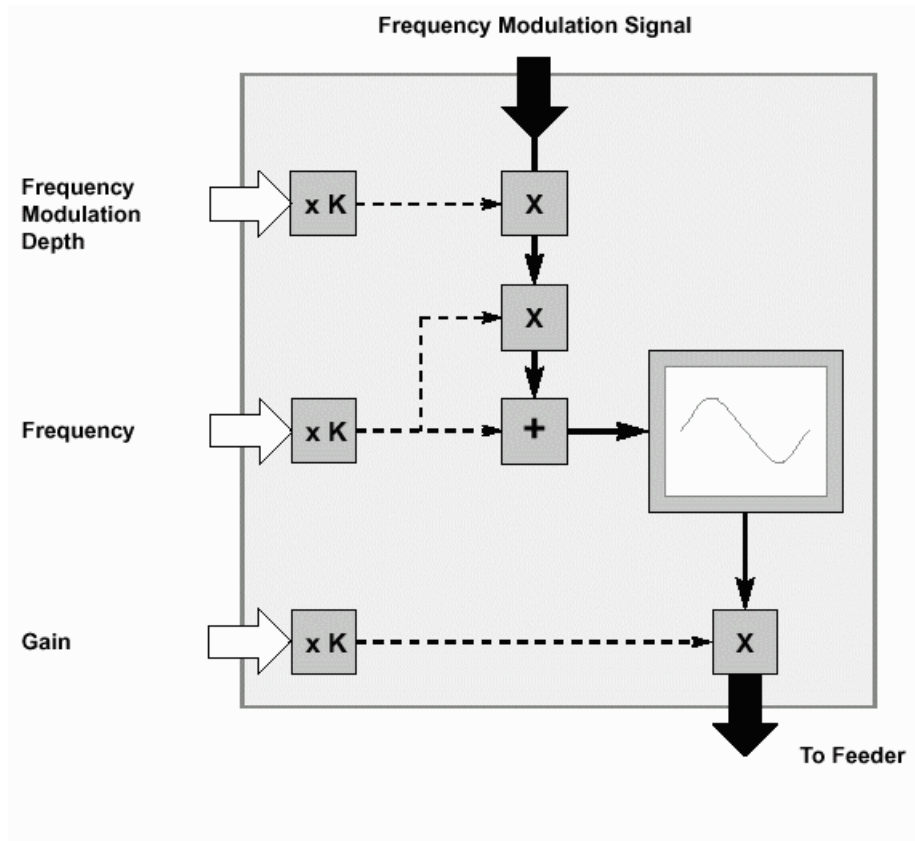 Frequency Modulation Signal
Frequency
Modulation
Depth
x K
X
X
Frequency
x K
+
Gain
x K
X
To Feeder